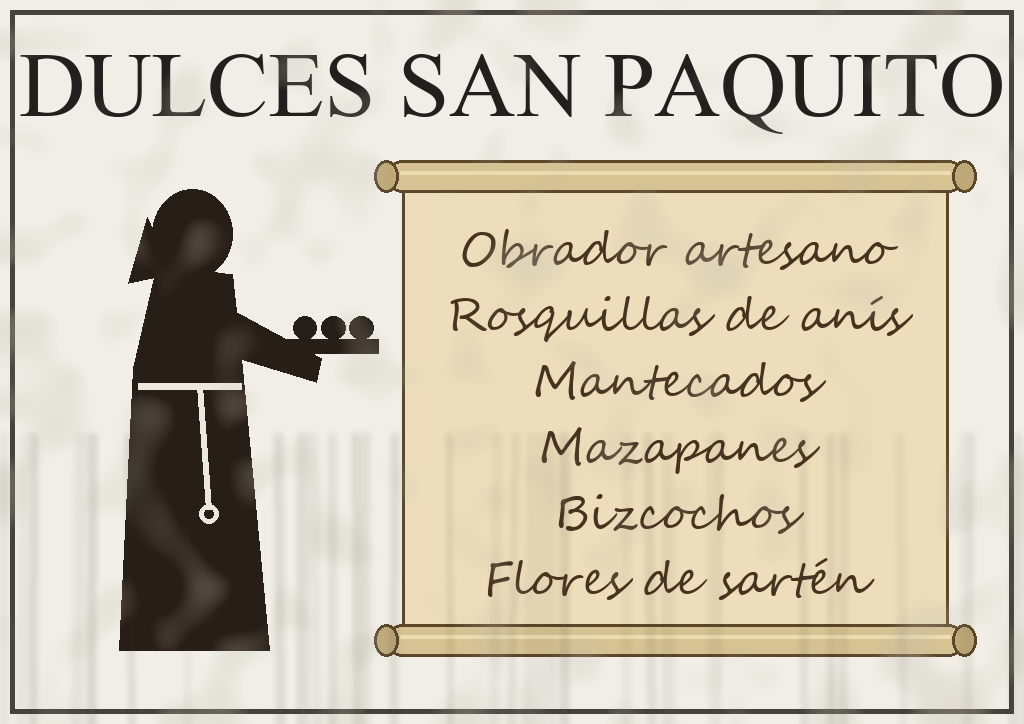 DULCES SAN PAQUITO
Obrador artesano
Rosquillas de anís
Mantecados
Mazapanes
Bizcochos
Flores de sartén